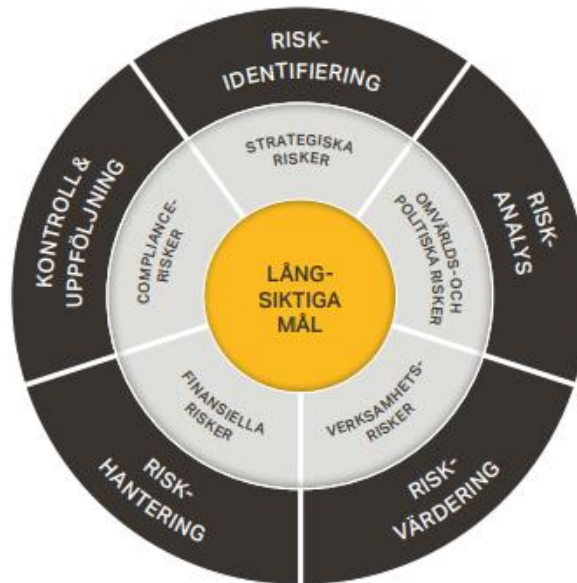 RISK-
IDENTIFIERING
RISK-
ANALYS
RISK-
VÄRDERING
RISK-
HANTERING
KONTROLL &
UPPFÖLJNING
STRATEGISKA
RISKER
OMVÄRLDS- OCH
POLITISKA RISKER
VERKSAMHETS-
RISKER
FINANSIELLA
RISKER
COMPLIANCE-
RISKER
LÅNG-
SIKTIGA
MÅL